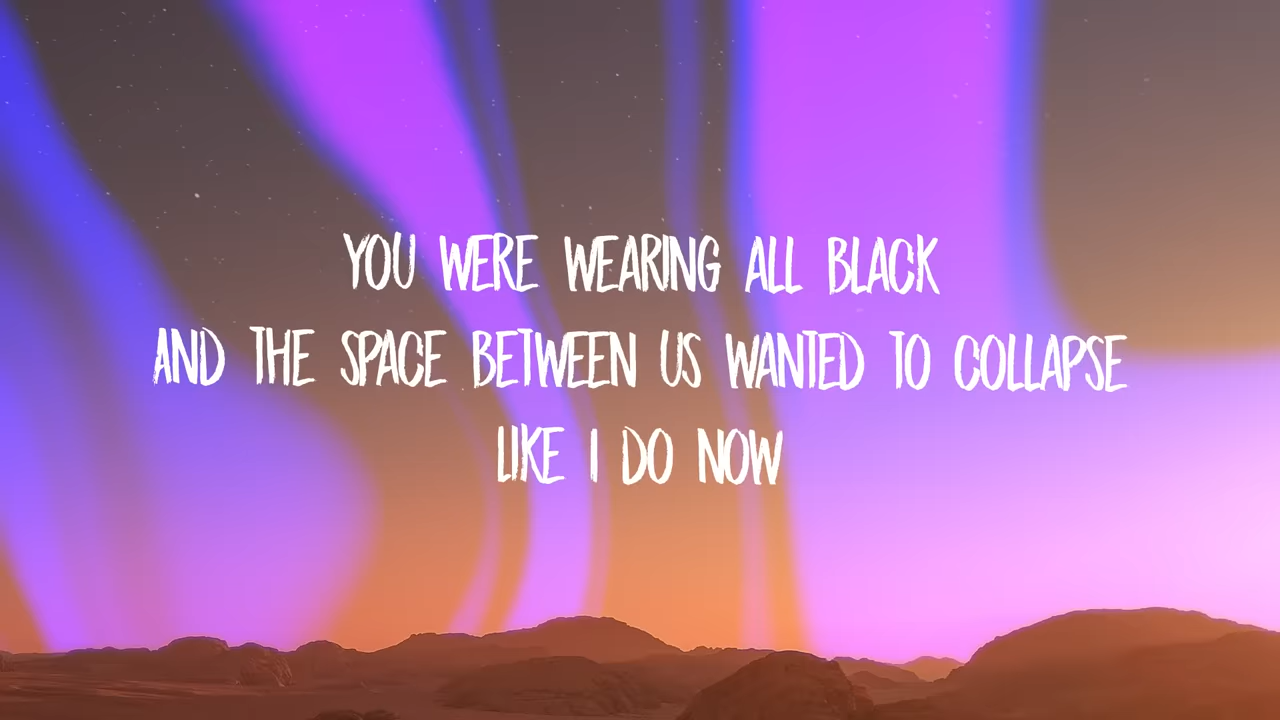 YOU WERE WEARING ALL BLACK
AND THE SPACE BETWEEN US WANTED TO COLLAPSE
LIKE I DO NOW